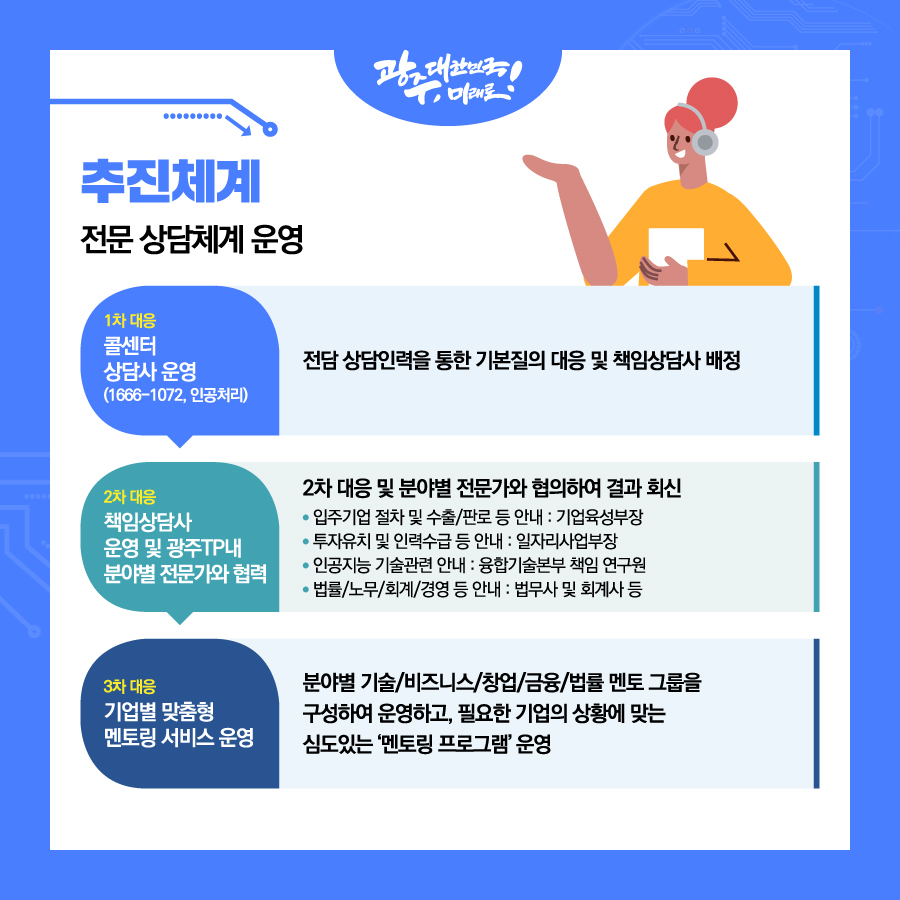 광주, 대한민국
미래로!
추진체계
전문 상담체계 운영
1차 대응
콜센터
상담사 운영
(1666-1072, 인공처리)
전담 상담인력을 통한 기본질의 대응 및 책임상담사 배정
2차 대응
책임상담사
운영 및 광주TP내
분야별 전문가와 협력
2차 대응 및 분야별 전문가와 협의하여 결과 회신
• 입주기업 절차 및 수출/판로 등 안내 : 기업육성부장
• 투자유치 및 인력수급 등 안내 : 일자리사업부장
• 인공지능 기술관련 안내 : 융합기술본부 책임 연구원
• 법률/노무/회계/경영 등 안내 : 법무사 및 회계사 등
3차 대응
기업별 맞춤형
멘토링 서비스 운영
분야별 기술/비즈니스/창업/금융/법률 멘토 그룹을
구성하여 운영하고, 필요한 기업의 상황에 맞는
심도있는 ‘멘토링 프로그램’ 운영